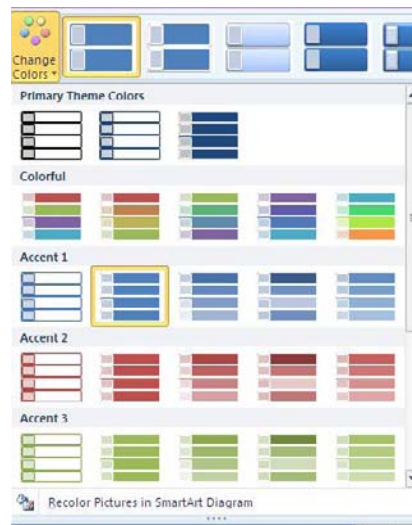 Change
Colors
Primary Theme Colors
Colorful
Accent 1
Accent 2
Accent 3
Recolor Pictures in SmartArt Diagram